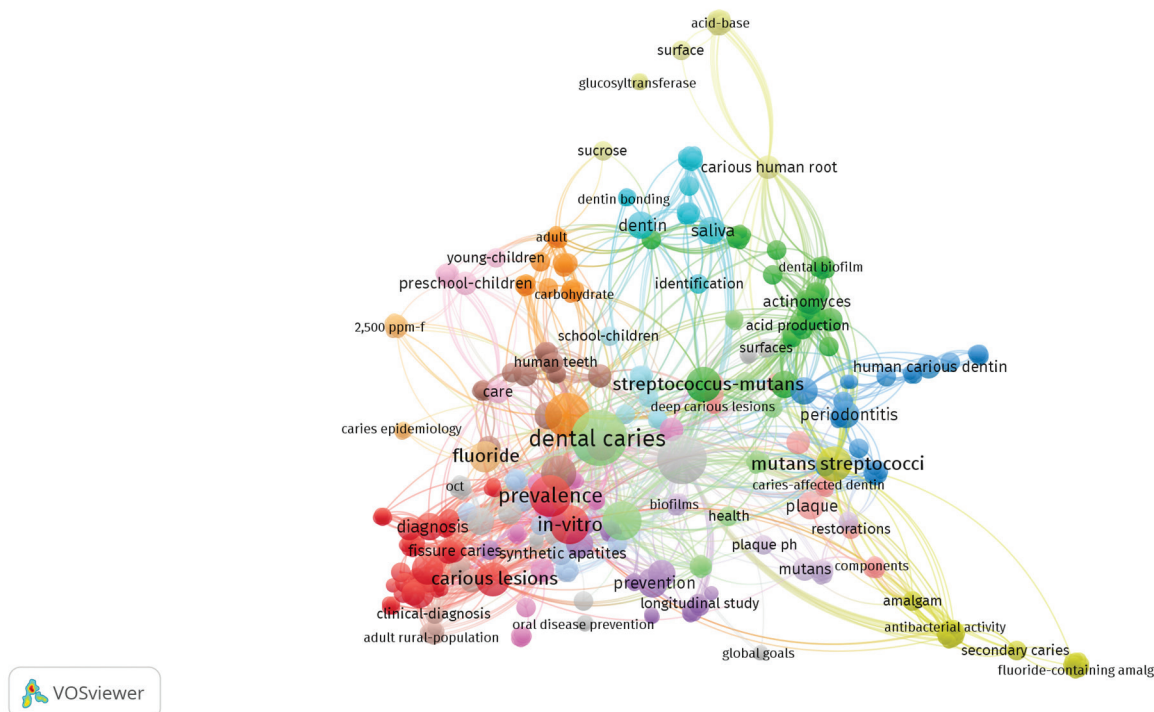 acid-base
surface
glucosyltransferase
sucrose
carious human root
dentin bonding
dentin
saliva
adult
young-children
dental biofilm
preschool-children
identification
carbohydrate
actinomyces
2,500 ppm-f
acid production
school-children
surfaces
human teeth
human carious dentin
streptococcus-mutans
care
deep carious lesions
periodontitis
caries epidemiology
dental caries
fluoride
mutans streptococci
oct
caries-affected dentin
prevalence
biofilms
plaque
health
diagnosis
in-vitro
restorations
fissure caries
synthetic apatites
plaque ph
mutans
components
carious lesions
prevention
amalgam
longitudinal study
clinical-diagnosis
oral disease prevention
antibacterial activity
adult rural-population
global goals
secondary caries
fluoride-containing amalg
VOSviewer